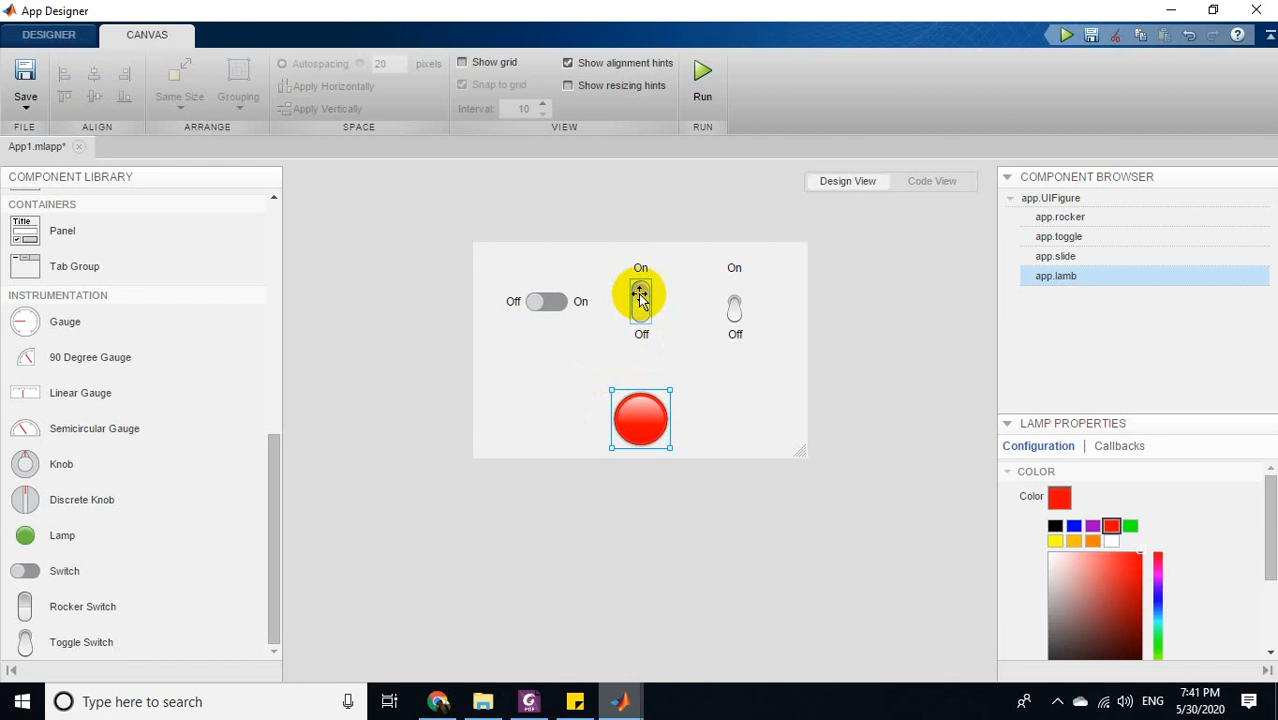 App Designer
DESIGNER
CANVAS
Save
FILE
ALIGN
Same Size
Grouping
ARRANGE
Autospacing
20
pixels
Apply Horizontally
Apply Vertically
SPACE
Show grid
Snap to grid
Interval:
10
Show alignment hints
Show resizing hints
VIEW
Run
RUN
App1.mlapp*
COMPONENT LIBRARY
CONTAINERS
Title
Panel
Tab Group
INSTRUMENTATION
Gauge
90 Degree Gauge
Linear Gauge
Semicircular Gauge
Knob
Discrete Knob
Lamp
Switch
Rocker Switch
Toggle Switch
Design View
Code View
On
On
Off
On
Off
Off
COMPONENT BROWSER
app.UIFigure
app.rocker
app.toggle
app.slide
app.lamb
LAMP PROPERTIES
Configuration
Callbacks
COLOR
Color
Type here to search
ENG
7:41 PM
5/30/2020